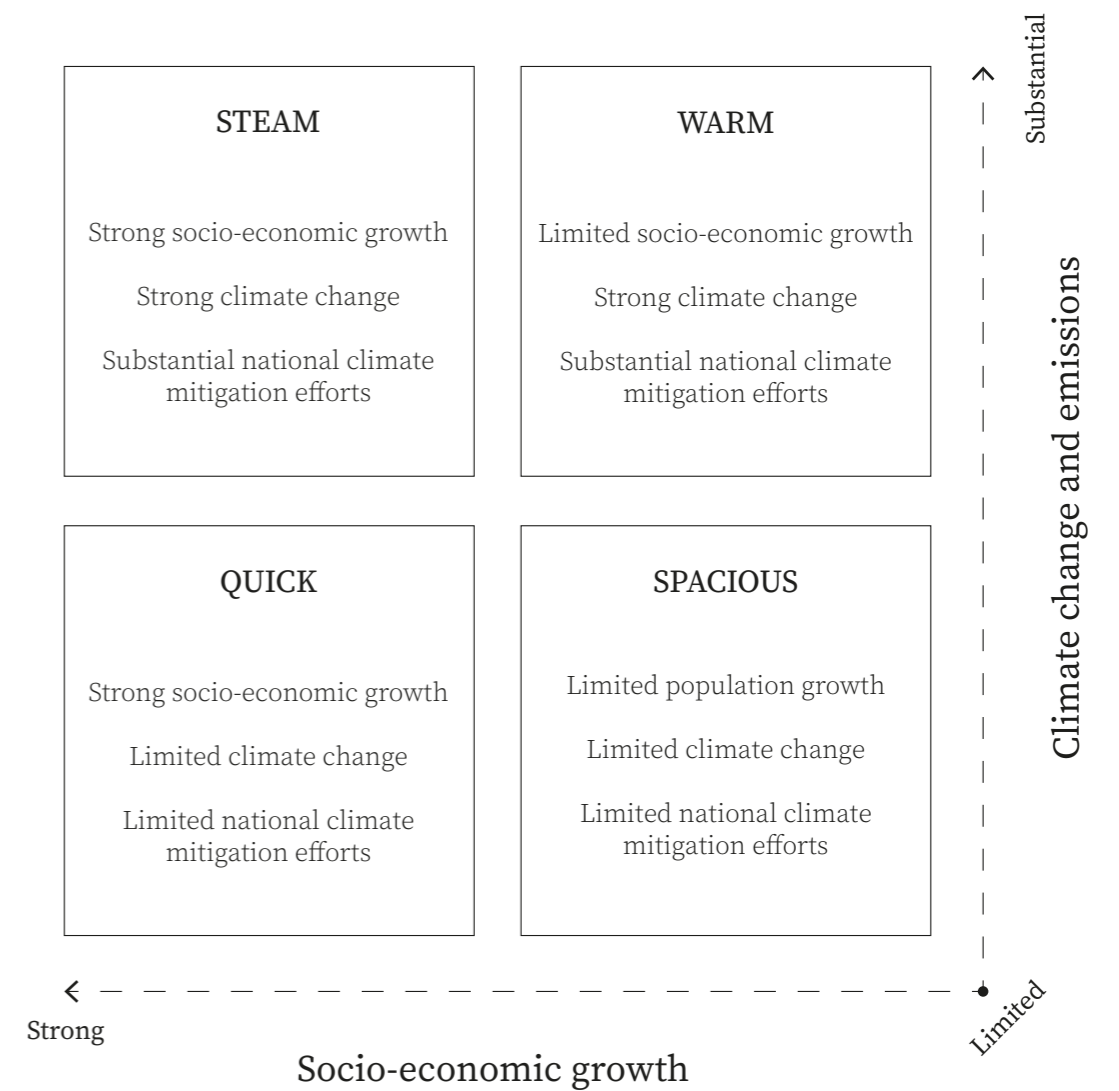 Substantial
STEAM
Strong socio-economic growth
Strong climate change
Substantial national climate
mitigation efforts
WARM
Limited socio-economic growth
Strong climate change
Substantial national climate
mitigation efforts
QUICK
Strong socio-economic growth
Limited climate change
Limited national climate
mitigation efforts
SPACIOUS
Limited population growth
Limited climate change
Limited national climate
mitigation efforts
Climate change and emissions
Limited
Strong
Socio-economic growth